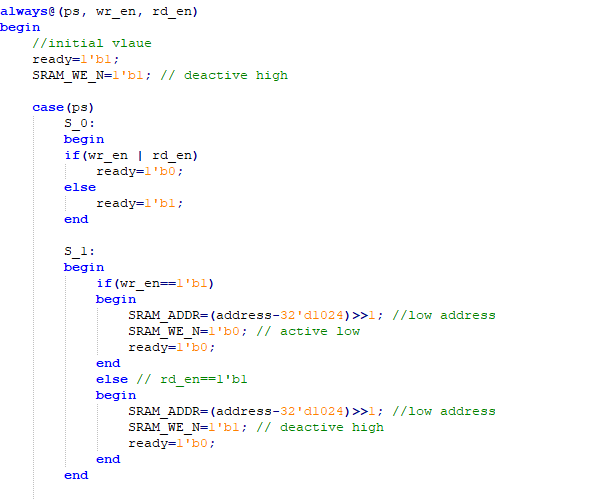 always@(ps, wr_en, rd_en)
begin
//initial vlaue
ready=1'b1;
SRAM_WE_N=1'b1; // deactive high
case(ps)
S_0:
begin
if(wr_en | rd_en)
ready=1'b0;
else
ready=1'b1;
end
S_1:
begin
if(wr_en==1'b1)
begin
SRAM_ADDR=(address-32'd1024)>>1; //low address
SRAM_WE_N=1'b0; // active low
ready=1'b0;
end
else // rd_en==1'b1
begin
SRAM_ADDR=(address-32'd1024)>>1; //low address
SRAM_WE_N=1'b1; // deactive high
ready=1'b0;
end
end